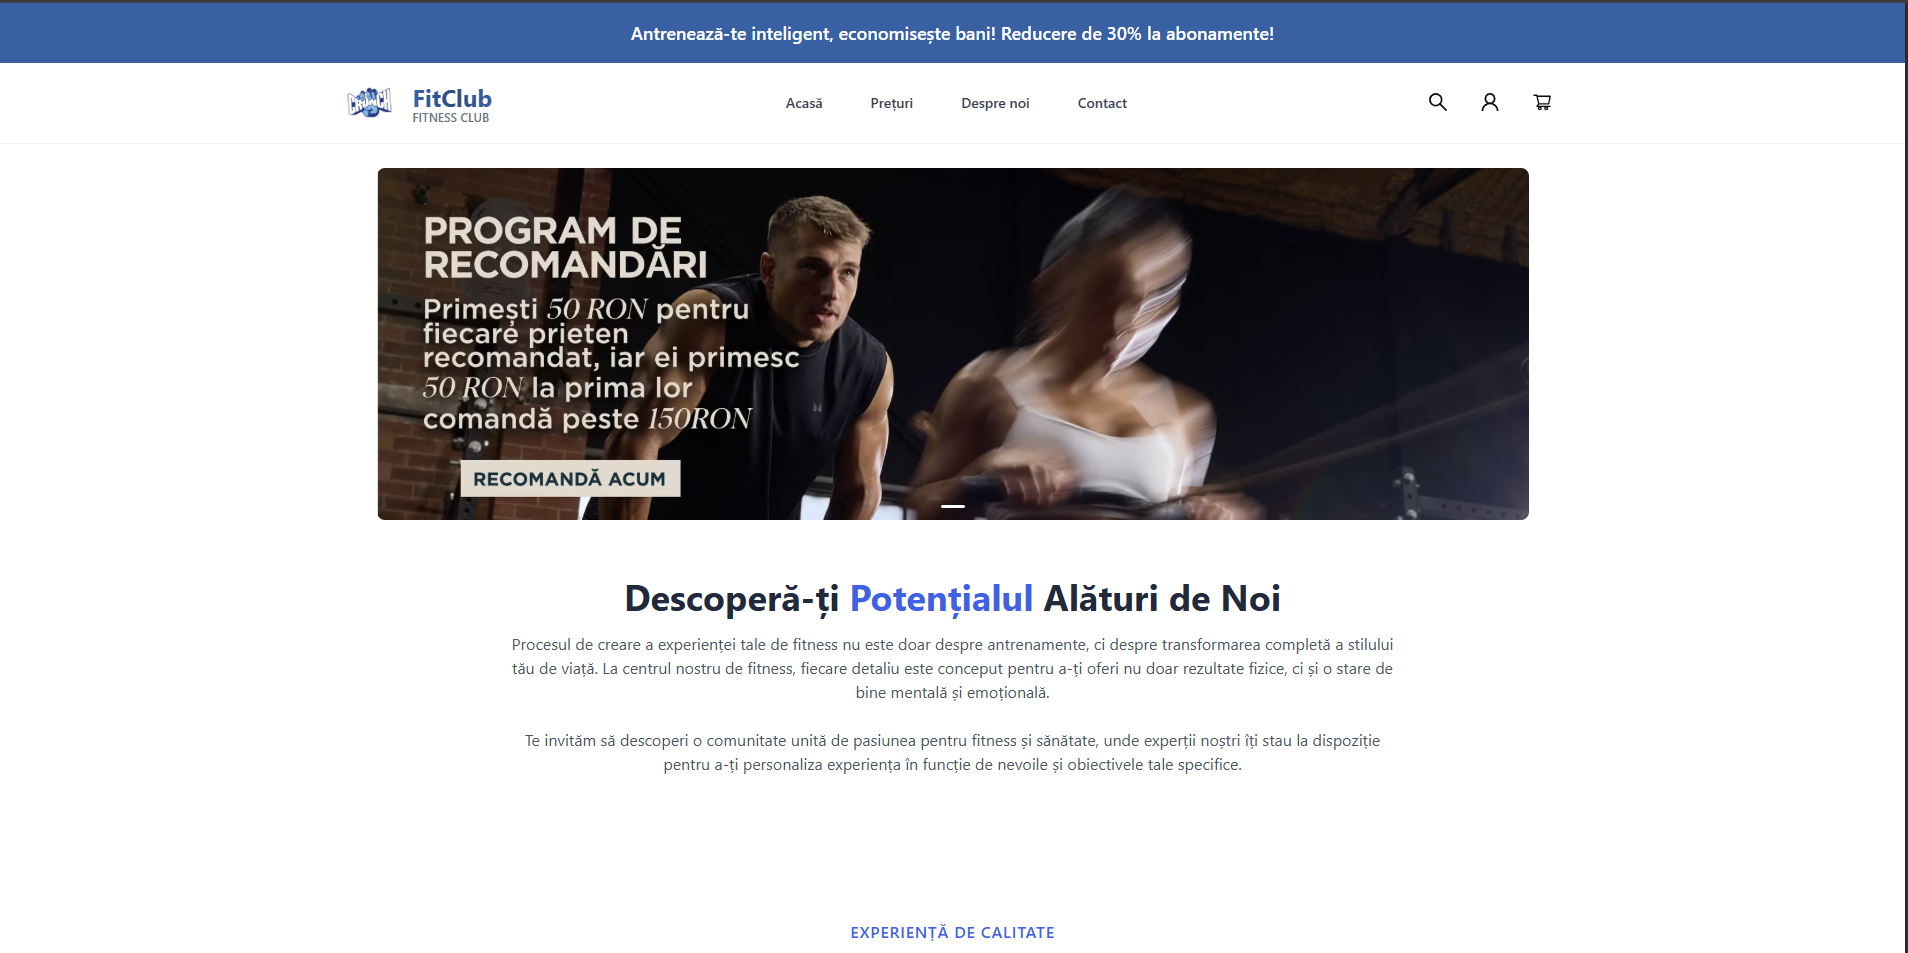 Antrenează-te inteligent, economisește bani! Reducere de 30% la abonamente!
CRUNCH
FitClub
FITNESS CLUB
Acasă Prețuri Despre noi Contact
PROGRAM DE
RECOMANDĂRI
Primești 50 RON pentru
fiecare prieten
recomandat, iar ei primesc
50 RON la prima lor
comandă peste 150RON
RECOMANDĂ ACUM
Descoperă-ți Potențialul Alături de Noi
Procesul de creare a experienței tale de fitness nu este doar despre antrenamente, ci despre transformarea completă a stilului
tău de viață. La centrul nostru de fitness, fiecare detaliu este conceput pentru a-ți oferi nu doar rezultate fizice, ci și o stare de
bine mentală și emoțională.
Te invităm să descoperi o comunitate unită de pasiunea pentru fitness și sănătate, unde experții noștri îți stau la dispoziție
pentru a-ți personaliza experiența în funcție de nevoile și obiectivele tale specifice.
EXPERIENȚĂ DE CALITATE